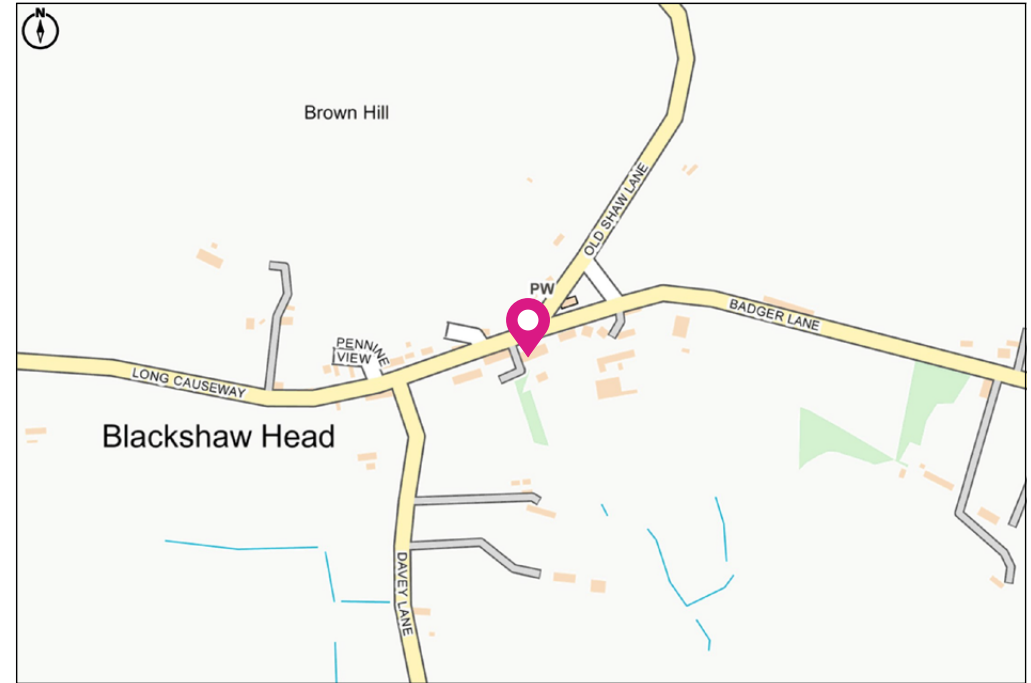 N
Brown Hill
OLD SHAW LANE
PW
BADGER LANE
PENNINE
VIEW
LONG CAUSEWAY
Blackshaw Head
DAVEY LANE